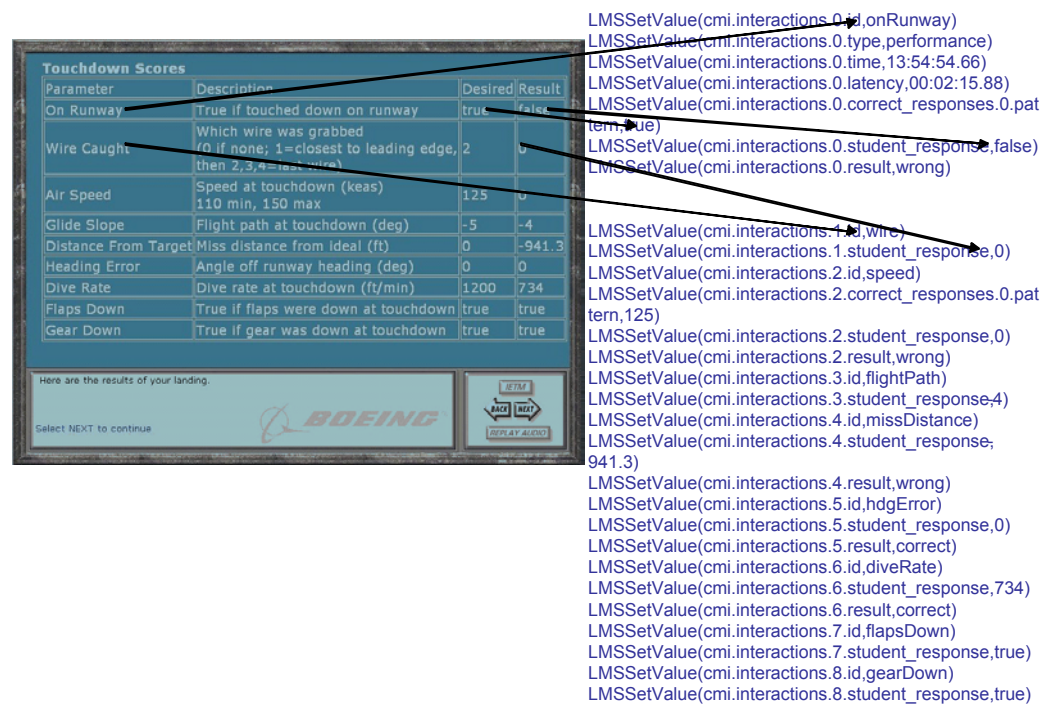 Touchdown Scores
Parameter Description Desired Result
On Runway True if touched down on runway true false
Wire Caught Which wire was grabbed
(0 if none; 1=closest to leading edge, 2 0
then 2,3,4=last wire)
Air Speed Speed at touchdown (keas) 125 0
110 min, 150 max
Glide Slope Flight path at touchdown (deg) -5 -4
Distance From Target Miss distance from ideal (ft) 0 -941.3
Heading Error Angle off runway heading (deg) 0 0
Dive Rate Dive rate at touchdown (ft/min) 1200 734
Flaps Down True if flaps were down at touchdown true true
Gear Down True if gear was down at touchdown true true
Here are the results of your landing.
Select NEXT to continue
BOEING
IETM
BACK NEXT
REPLAY AUDIO
LMSSetValue(cmi.interactions.0.id,onRunway)
LMSSetValue(cmi.interactions.0.type,performance)
LMSSetValue(cmi.interactions.0.time,13:54:54.66)
LMSSetValue(cmi.interactions.0.latency,00:02:15.88)
LMSSetValue(cmi.interactions.0.correct_responses.0.pat
tern,true)
LMSSetValue(cmi.interactions.0.student_response,false)
LMSSetValue(cmi.interactions.0.result,wrong)
LMSSetValue(cmi.interactions.1.id,wire)
LMSSetValue(cmi.interactions.1.student_response,0)
LMSSetValue(cmi.interactions.2.id,speed)
LMSSetValue(cmi.interactions.2.correct_responses.0.pat
tern,125)
LMSSetValue(cmi.interactions.2.student_response,0)
LMSSetValue(cmi.interactions.2.result,wrong)
LMSSetValue(cmi.interactions.3.id,flightPath)
LMSSetValue(cmi.interactions.3.student_response,-4)
LMSSetValue(cmi.interactions.4.id,missDistance)
LMSSetValue(cmi.interactions.4.student_response,-
941.3)
LMSSetValue(cmi.interactions.4.result,wrong)
LMSSetValue(cmi.interactions.5.id,hdgError)
LMSSetValue(cmi.interactions.5.student_response,0)
LMSSetValue(cmi.interactions.5.result,correct)
LMSSetValue(cmi.interactions.6.id,diveRate)
LMSSetValue(cmi.interactions.6.student_response,734)
LMSSetValue(cmi.interactions.6.result,correct)
LMSSetValue(cmi.interactions.7.id,flapsDown)
LMSSetValue(cmi.interactions.7.student_response,true)
LMSSetValue(cmi.interactions.8.id,gearDown)
LMSSetValue(cmi.interactions.8.student_response,true)